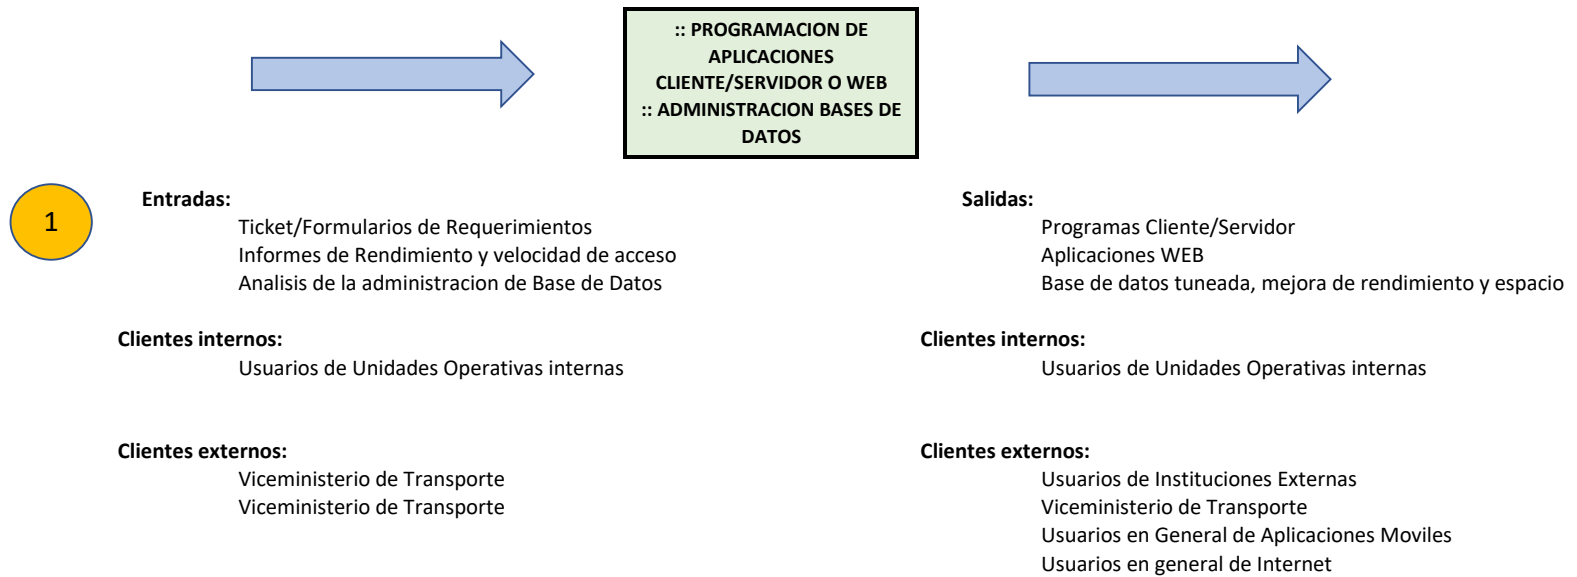 :: PROGRAMACION DE
APLICACIONES
CLIENTE/SERVIDOR O WEB
:: ADMINISTRACION BASES DE
DATOS
1
Entradas:
Ticket/Formularios de Requerimientos
Informes de Rendimiento y velocidad de acceso
Analisis de la administracion de Base de Datos
Clientes internos:
Usuarios de Unidades Operativas internas
Clientes externos:
Viceministerio de Transporte
Viceministerio de Transporte
Salidas:
Programas Cliente/Servidor
Aplicaciones WEB
Base de datos tuneada, mejora de rendimiento y espacio
Clientes internos:
Usuarios de Unidades Operativas internas
Clientes externos:
Usuarios de Instituciones Externas
Viceministerio de Transporte
Usuarios en General de Aplicaciones Moviles
Usuarios en general de Internet